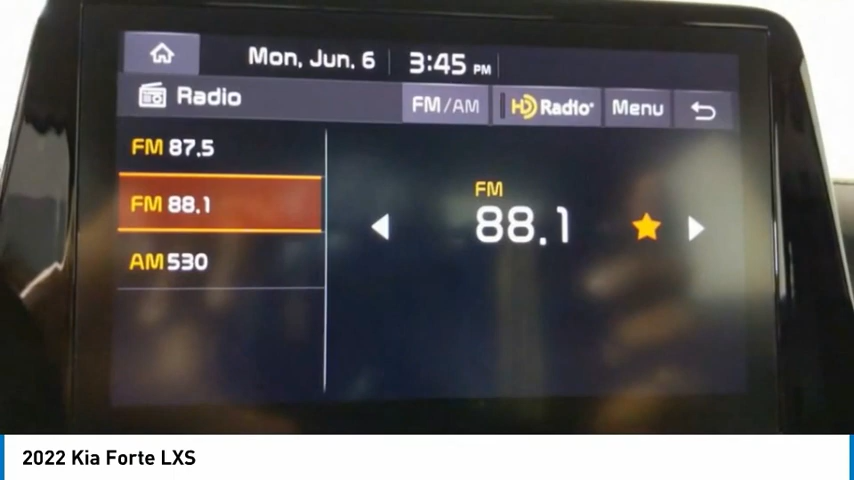 Mon, Jun. 6 3:45 PM
Radio FM/AM HD Radio Menu
FM 87.5
FM 88.1
AM 530
FM
88.1
2022 Kia Forte LXS